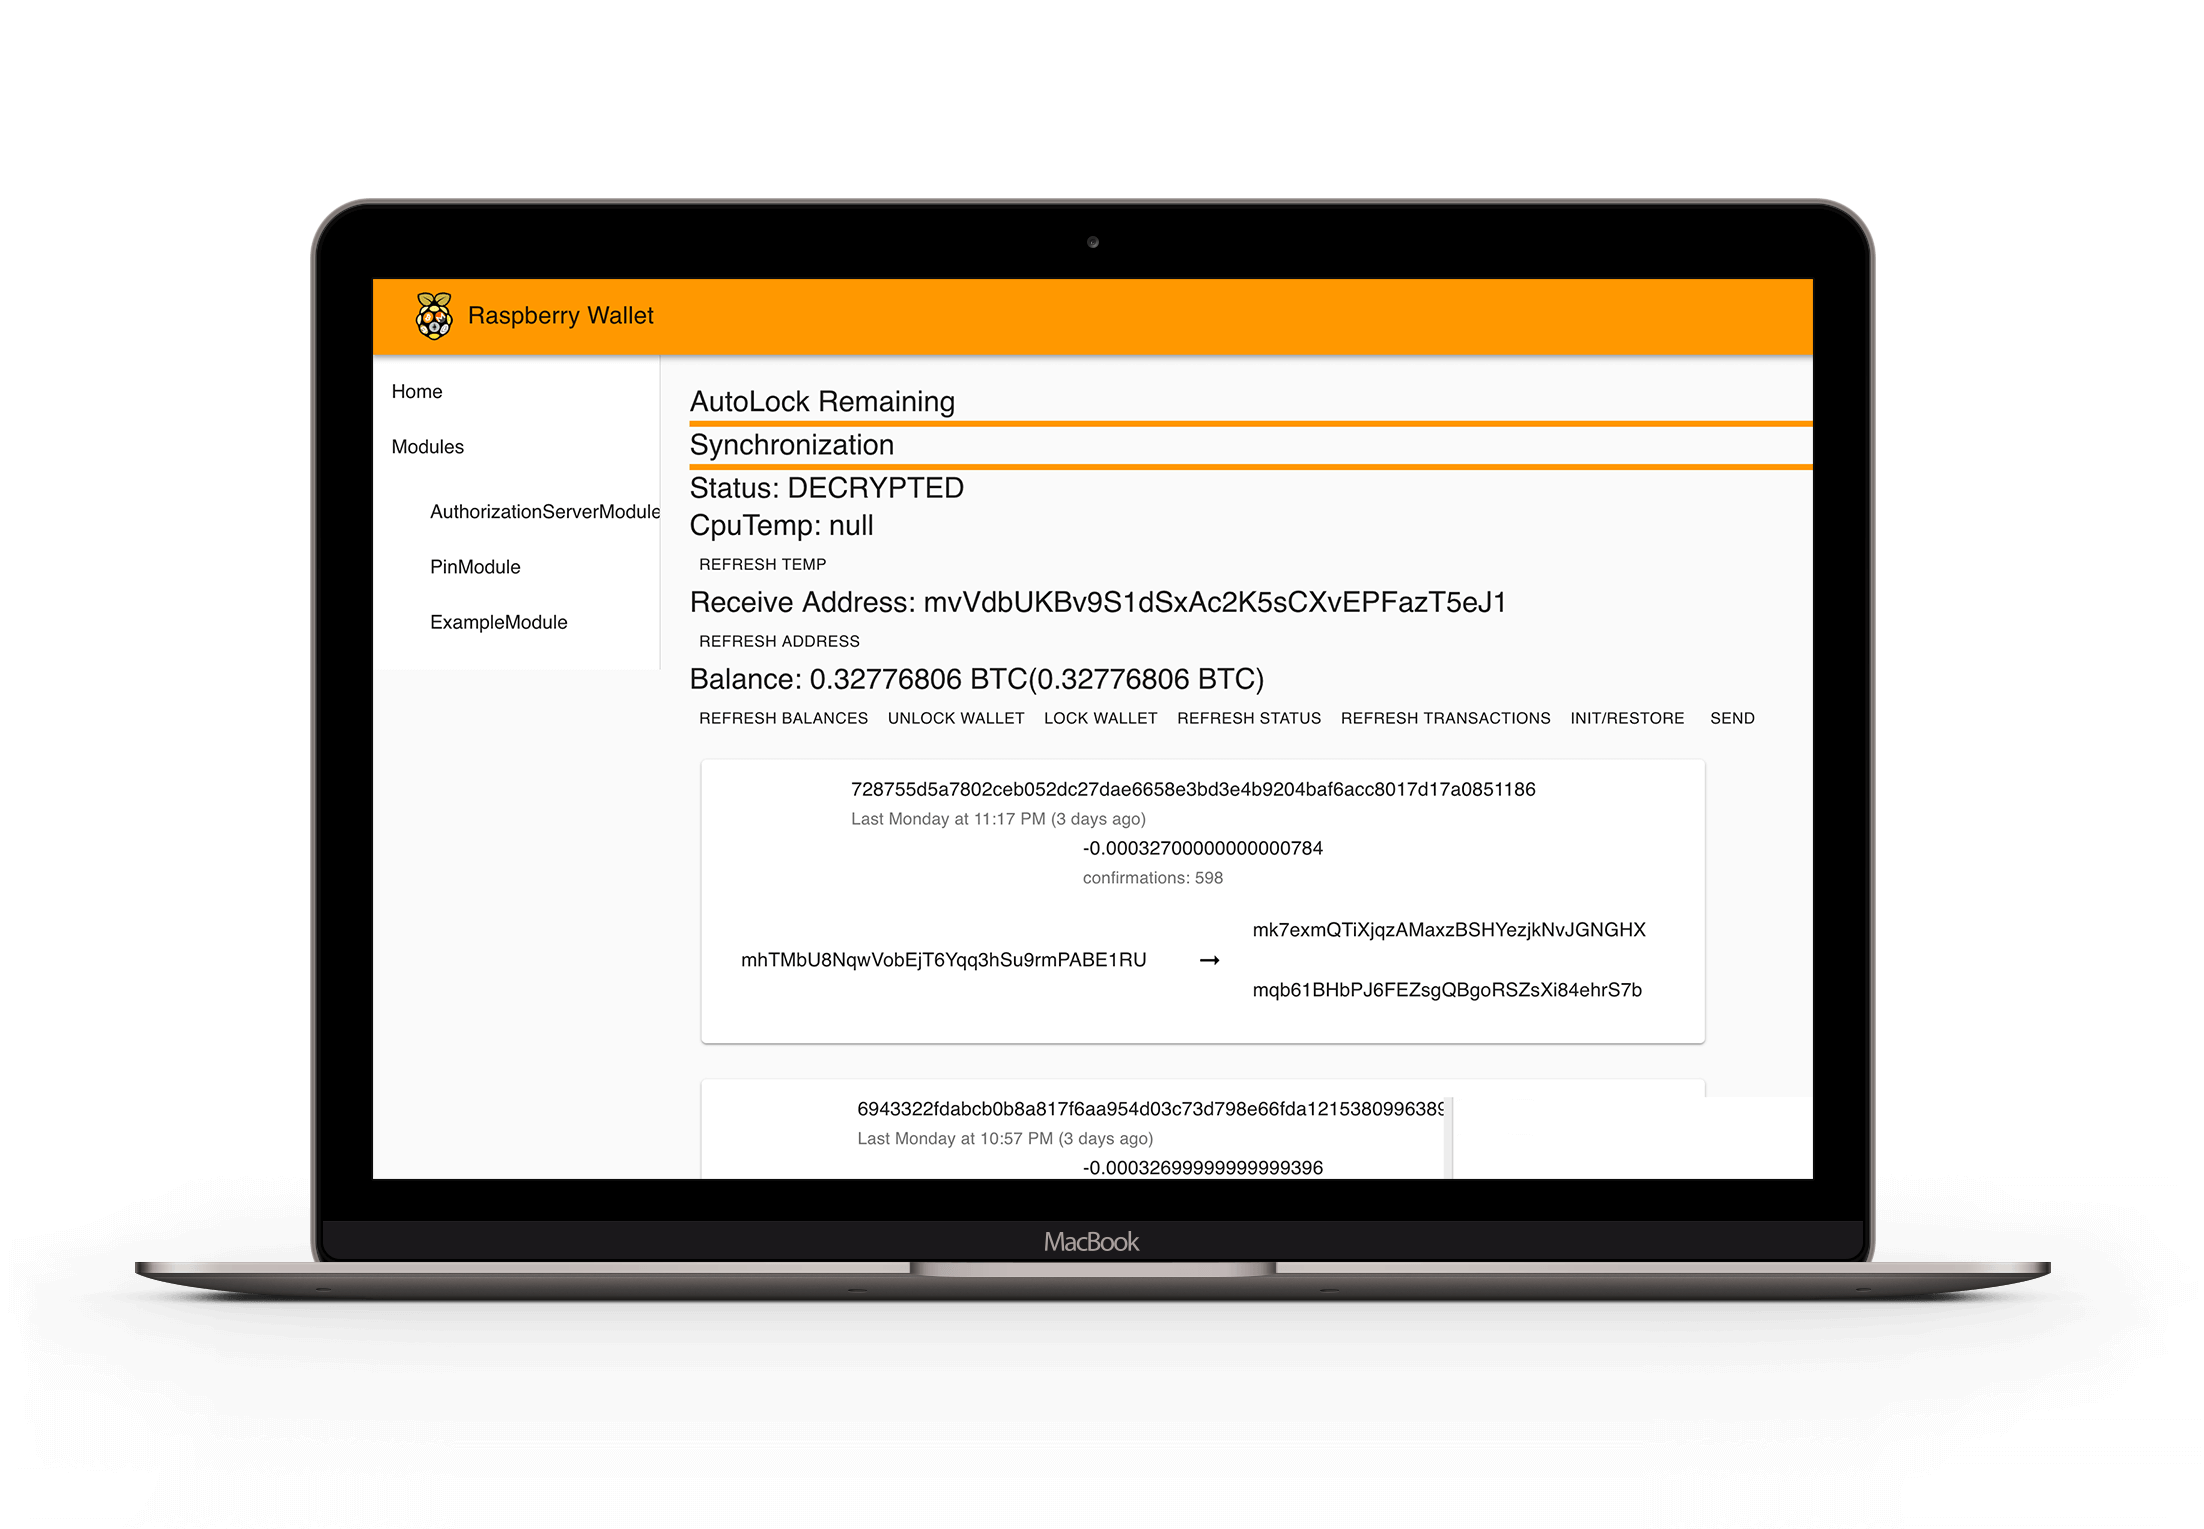 Raspberry Wallet
Home
Modules
AuthorizationServerModule
PinModule
ExampleModule
AutoLock Remaining
Synchronization
Status: DECRYPTED
CpuTemp: null
REFRESH TEMP
Receive Address: mvVdbUKBv9S1dSxAc2K5sCXvEPFazT5eJ1
REFRESH ADDRESS
Balance: 0.32776806 BTC(0.32776806 BTC)
REFRESH BALANCES UNLOCK WALLET LOCK WALLET REFRESH STATUS REFRESH TRANSACTIONS INIT/RESTORE SEND
728755d5a7802ceb052dc27dae6658e3bd3e4b9204baf6acc8017d17a0851186
Last Monday at 11:17 PM (3 days ago)
-0.00032700000000000784
confirmations: 598
mk7exmQTiXjqzAMaxzBSHYezjkNvJGNGHX
mhTMbU8NqwVobEjT6Yqq3hSu9rmPABE1RU →
mqb61BHbPJ6FEZsgQBgoRSZsXi84ehrS7b
6943322fdabcb0b8a817f6aa954d03c73d798e66fda1215380996389
Last Monday at 10:57 PM (3 days ago)
-0.00032699999999999396
MacBook